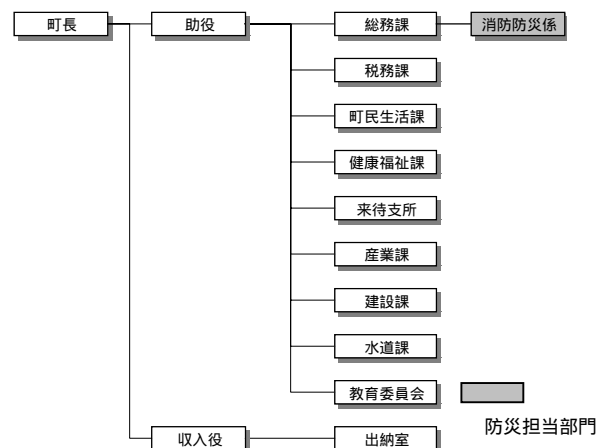 町長 助役 総務課 消防防災係
税務課
町民生活課
健康福祉課
来待支所
産業課
建設課
水道課
教育委員会
防災担当部門
収入役 出納室